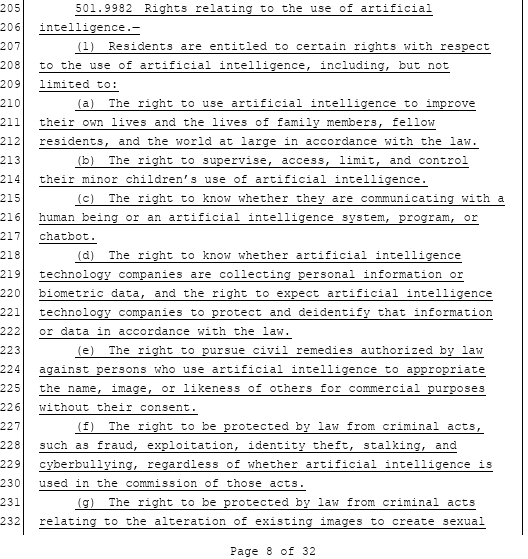 205 501.9982 Rights relating to the use of artificial
206 intelligence.—
207 (1) Residents are entitled to certain rights with respect
208 to the use of artificial intelligence, including, but not
209 limited to:
210 (a) The right to use artificial intelligence to improve
211 their own lives and the lives of family members, fellow
212 residents, and the world at large in accordance with the law.
213 (b) The right to supervise, access, limit, and control
214 their minor children's use of artificial intelligence.
215 (c) The right to know whether they are communicating with a
216 human being or an artificial intelligence system, program, or
217 chatbot.
218 (d) The right to know whether artificial intelligence
219 technology companies are collecting personal information or
220 biometric data, and the right to expect artificial intelligence
221 technology companies to protect and deidentify that information
222 or data in accordance with the law.
223 (e) The right to pursue civil remedies authorized by law
224 against persons who use artificial intelligence to appropriate
225 the name, image, or likeness of others for commercial purposes
226 without their consent.
227 (f) The right to be protected by law from criminal acts,
228 such as fraud, exploitation, identity theft, stalking, and
229 cyberbullying, regardless of whether artificial intelligence is
230 used in the commission of those acts.
231 (g) The right to be protected by law from criminal acts
232 relating to the alteration of existing images to create sexual
Page 8 of 32